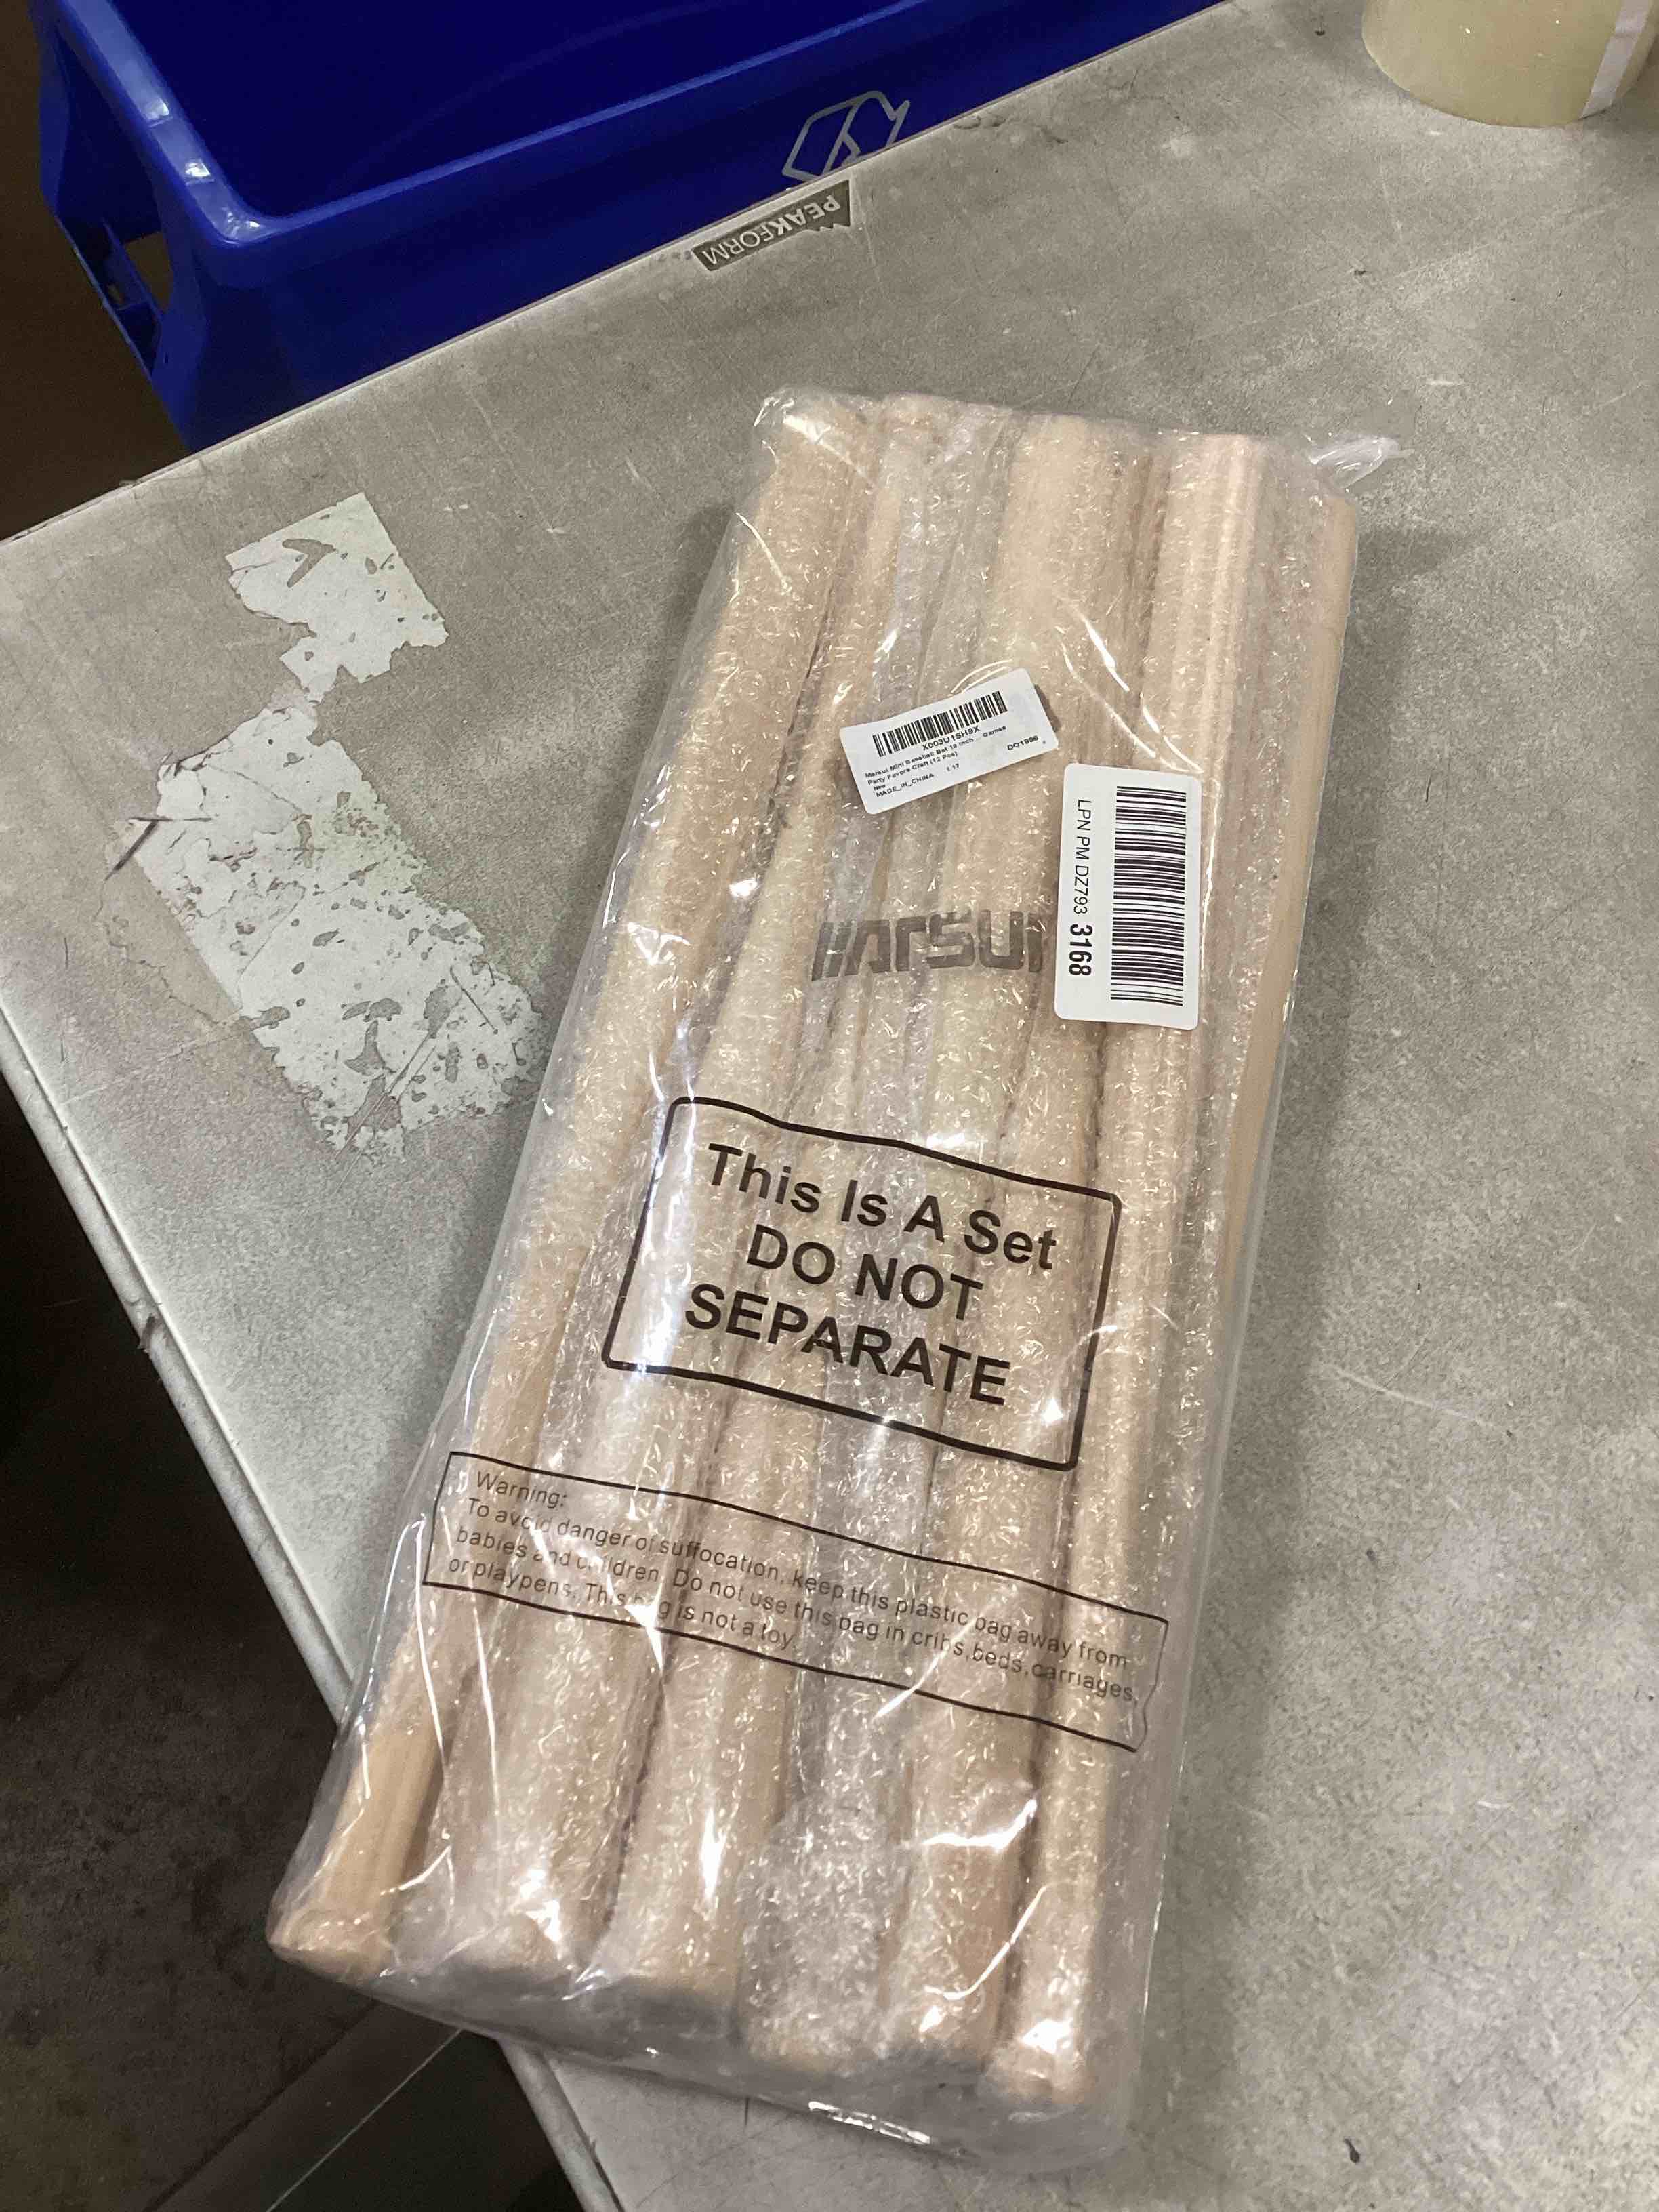 PEAKFORM
X003U1SH9X
Marsui Mini Baseball Bat 18 Inch ... Games
Party Favors Craft (12 Pcs)
New
MADE_IN_CHINA L17
DO1986
LPN PM DZ793 3168
Marsui
This Is A Set
DO NOT
SEPARATE
Warning:
To avoid danger of suffocation, keep this plastic bag away from
babies and children. Do not use this bag in cribs,beds,carriages,
or playpens. This bag is not a toy.